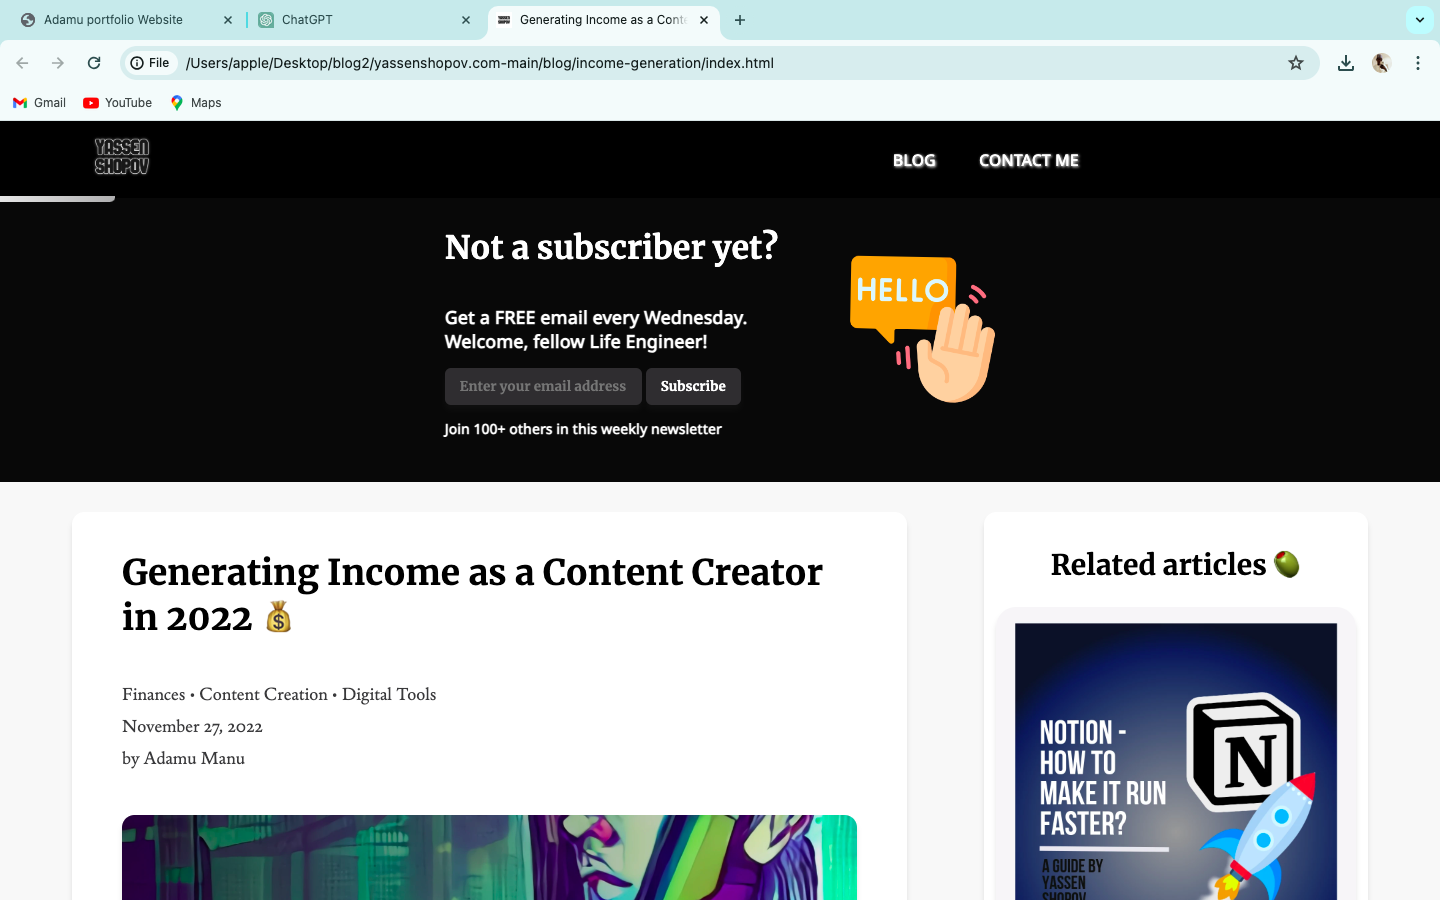 Adamu portfolio Website
ChatGPT
Generating Income as a Conte
File
/Users/apple/Desktop/blog2/yassenshopov.com-main/blog/income-generation/index.html
Gmail
YouTube
Maps
YASSEN
SHOPOV
BLOG
CONTACT ME
Not a subscriber yet?
HELLO
Get a FREE email every Wednesday.
Welcome, fellow Life Engineer!
Enter your email address
Subscribe
Join 100+ others in this weekly newsletter
Generating Income as a Content Creator
in 2022
Finances • Content Creation • Digital Tools
November 27, 2022
by Adamu Manu
Related articles
NOTION -
HOW TO
MAKE IT RUN
FASTER?
N
A GUIDE BY
YASSEN
SHOPOV